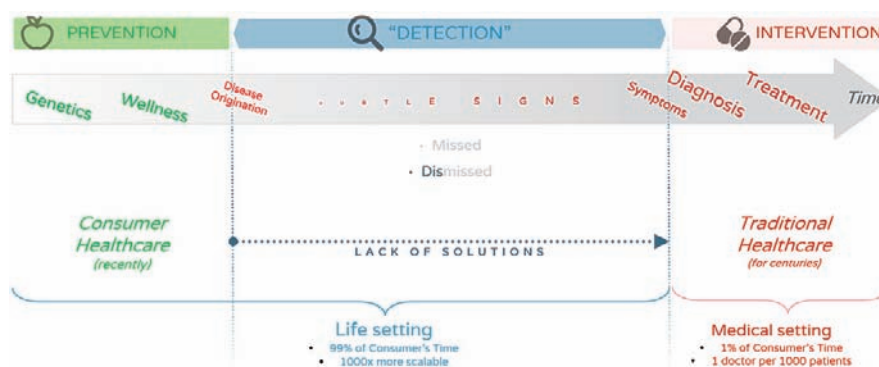 PREVENTION
“DETECTION”
INTERVENTION
Genetics
Wellness
Disease
Origination
TLE SIGNS
Symptoms
Diagnosis
Treatment
Time
• Missed
• Dismissed
Consumer
Healthcare
(recently)
LACK OF SOLUTIONS
Traditional
Healthcare
(for centuries)
Life setting
• 99% of Consumer's Time
• 1000x more scalable
Medical setting
• 1% of Consumer's Time
• 1 doctor per 1000 patients